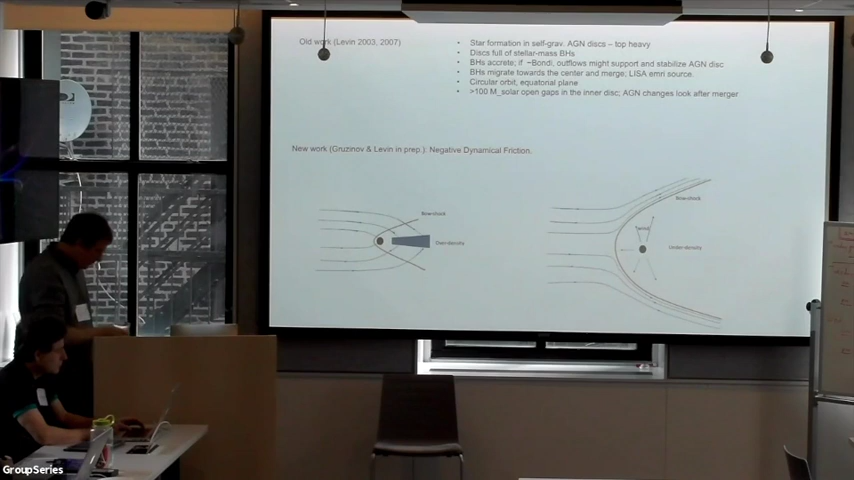 Old work (Levin 2003, 2007)
• Star formation in self-grav. AGN discs – top heavy
• Discs full of stellar-mass BHs
• BHs accrete; if ~Bondi, outflows might support and stabilize AGN disc
• BHs migrate towards the center and merge; LISA emri source.
• Circular orbit, equatorial plane
• >100 M_solar open gaps in the inner disc; AGN changes look after merger
New work (Gruzinov & Levin in prep.): Negative Dynamical Friction.
Bow-shock
Over-density
Bow-shock
Under-density
GroupSeries